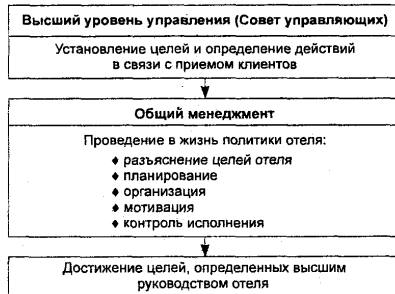 Высший уровень управления (Совет управляющих)
Установление целей и определение действий
в связи с приемом клиентов
Общий менеджмент
Проведение в жизнь политики отеля:
♦ разъяснение целей отеля
♦ планирование
♦ организация
♦ мотивация
♦ контроль исполнения
Достижение целей, определенных высшим
руководством отеля